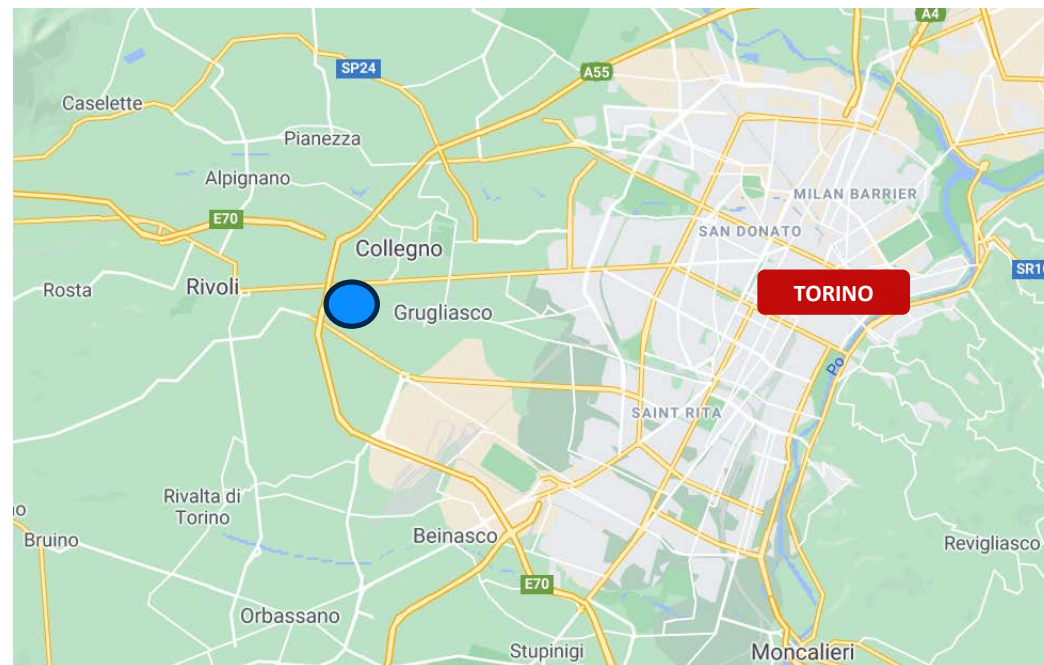 A4
SP24
A55
Caselette
Pianezza
Alpignano
MILAN BARRIER
E70
SAN DONATO
Collegno
Rosta
Rivoli
SR10
TORINO
Grugliasco
Po
SAINT RITA
Rivalta di
Torino
Bruino
Beinasco
Revigliasco
E70
Orbassano
Stupinigi
Moncalieri